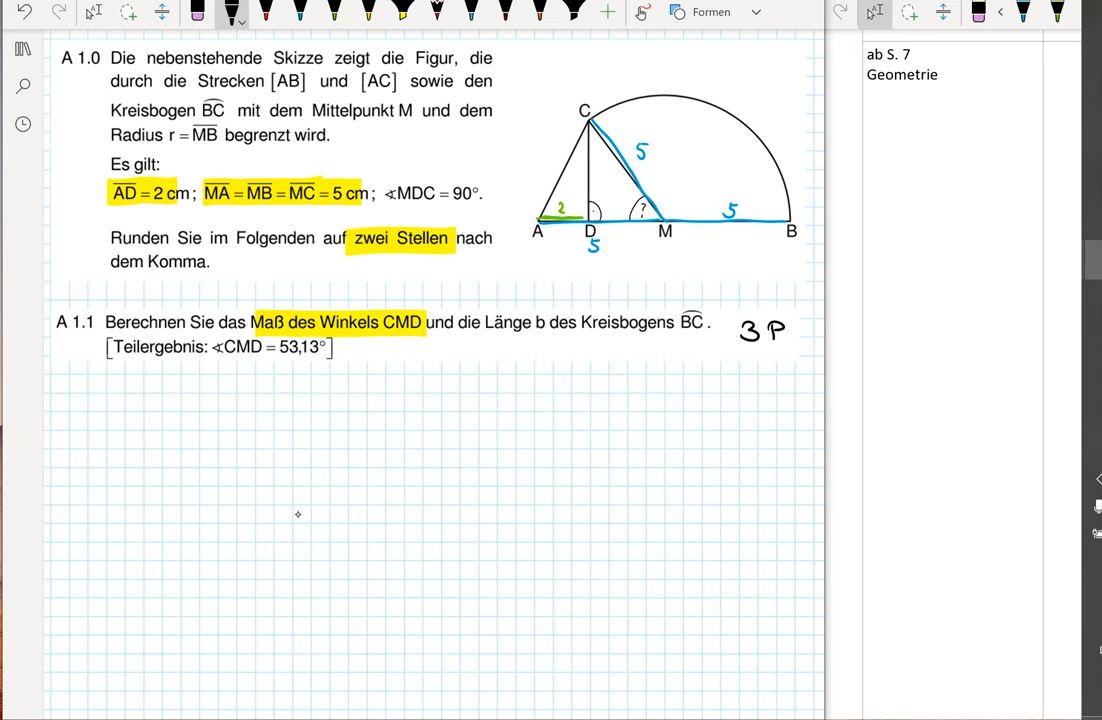 Formen
ab S. 7
Geometrie
A 1.0 Die nebenstehende Skizze zeigt die Figur, die
durch die Strecken [AB] und [AC] sowie den
Kreisbogen BC mit dem Mittelpunkt M und dem
Radius r = MB begrenzt wird.
Es gilt:
AD = 2 cm; MA = MB = MC = 5 cm; ∢MDC = 90°.
Runden Sie im Folgenden auf zwei Stellen nach
dem Komma.
C
5
2
?
5
A D M B
5
A 1.1 Berechnen Sie das Maß des Winkels CMD und die Länge b des Kreisbogens BC.
3 P
[Teilergebnis: ∢CMD = 53,13°]